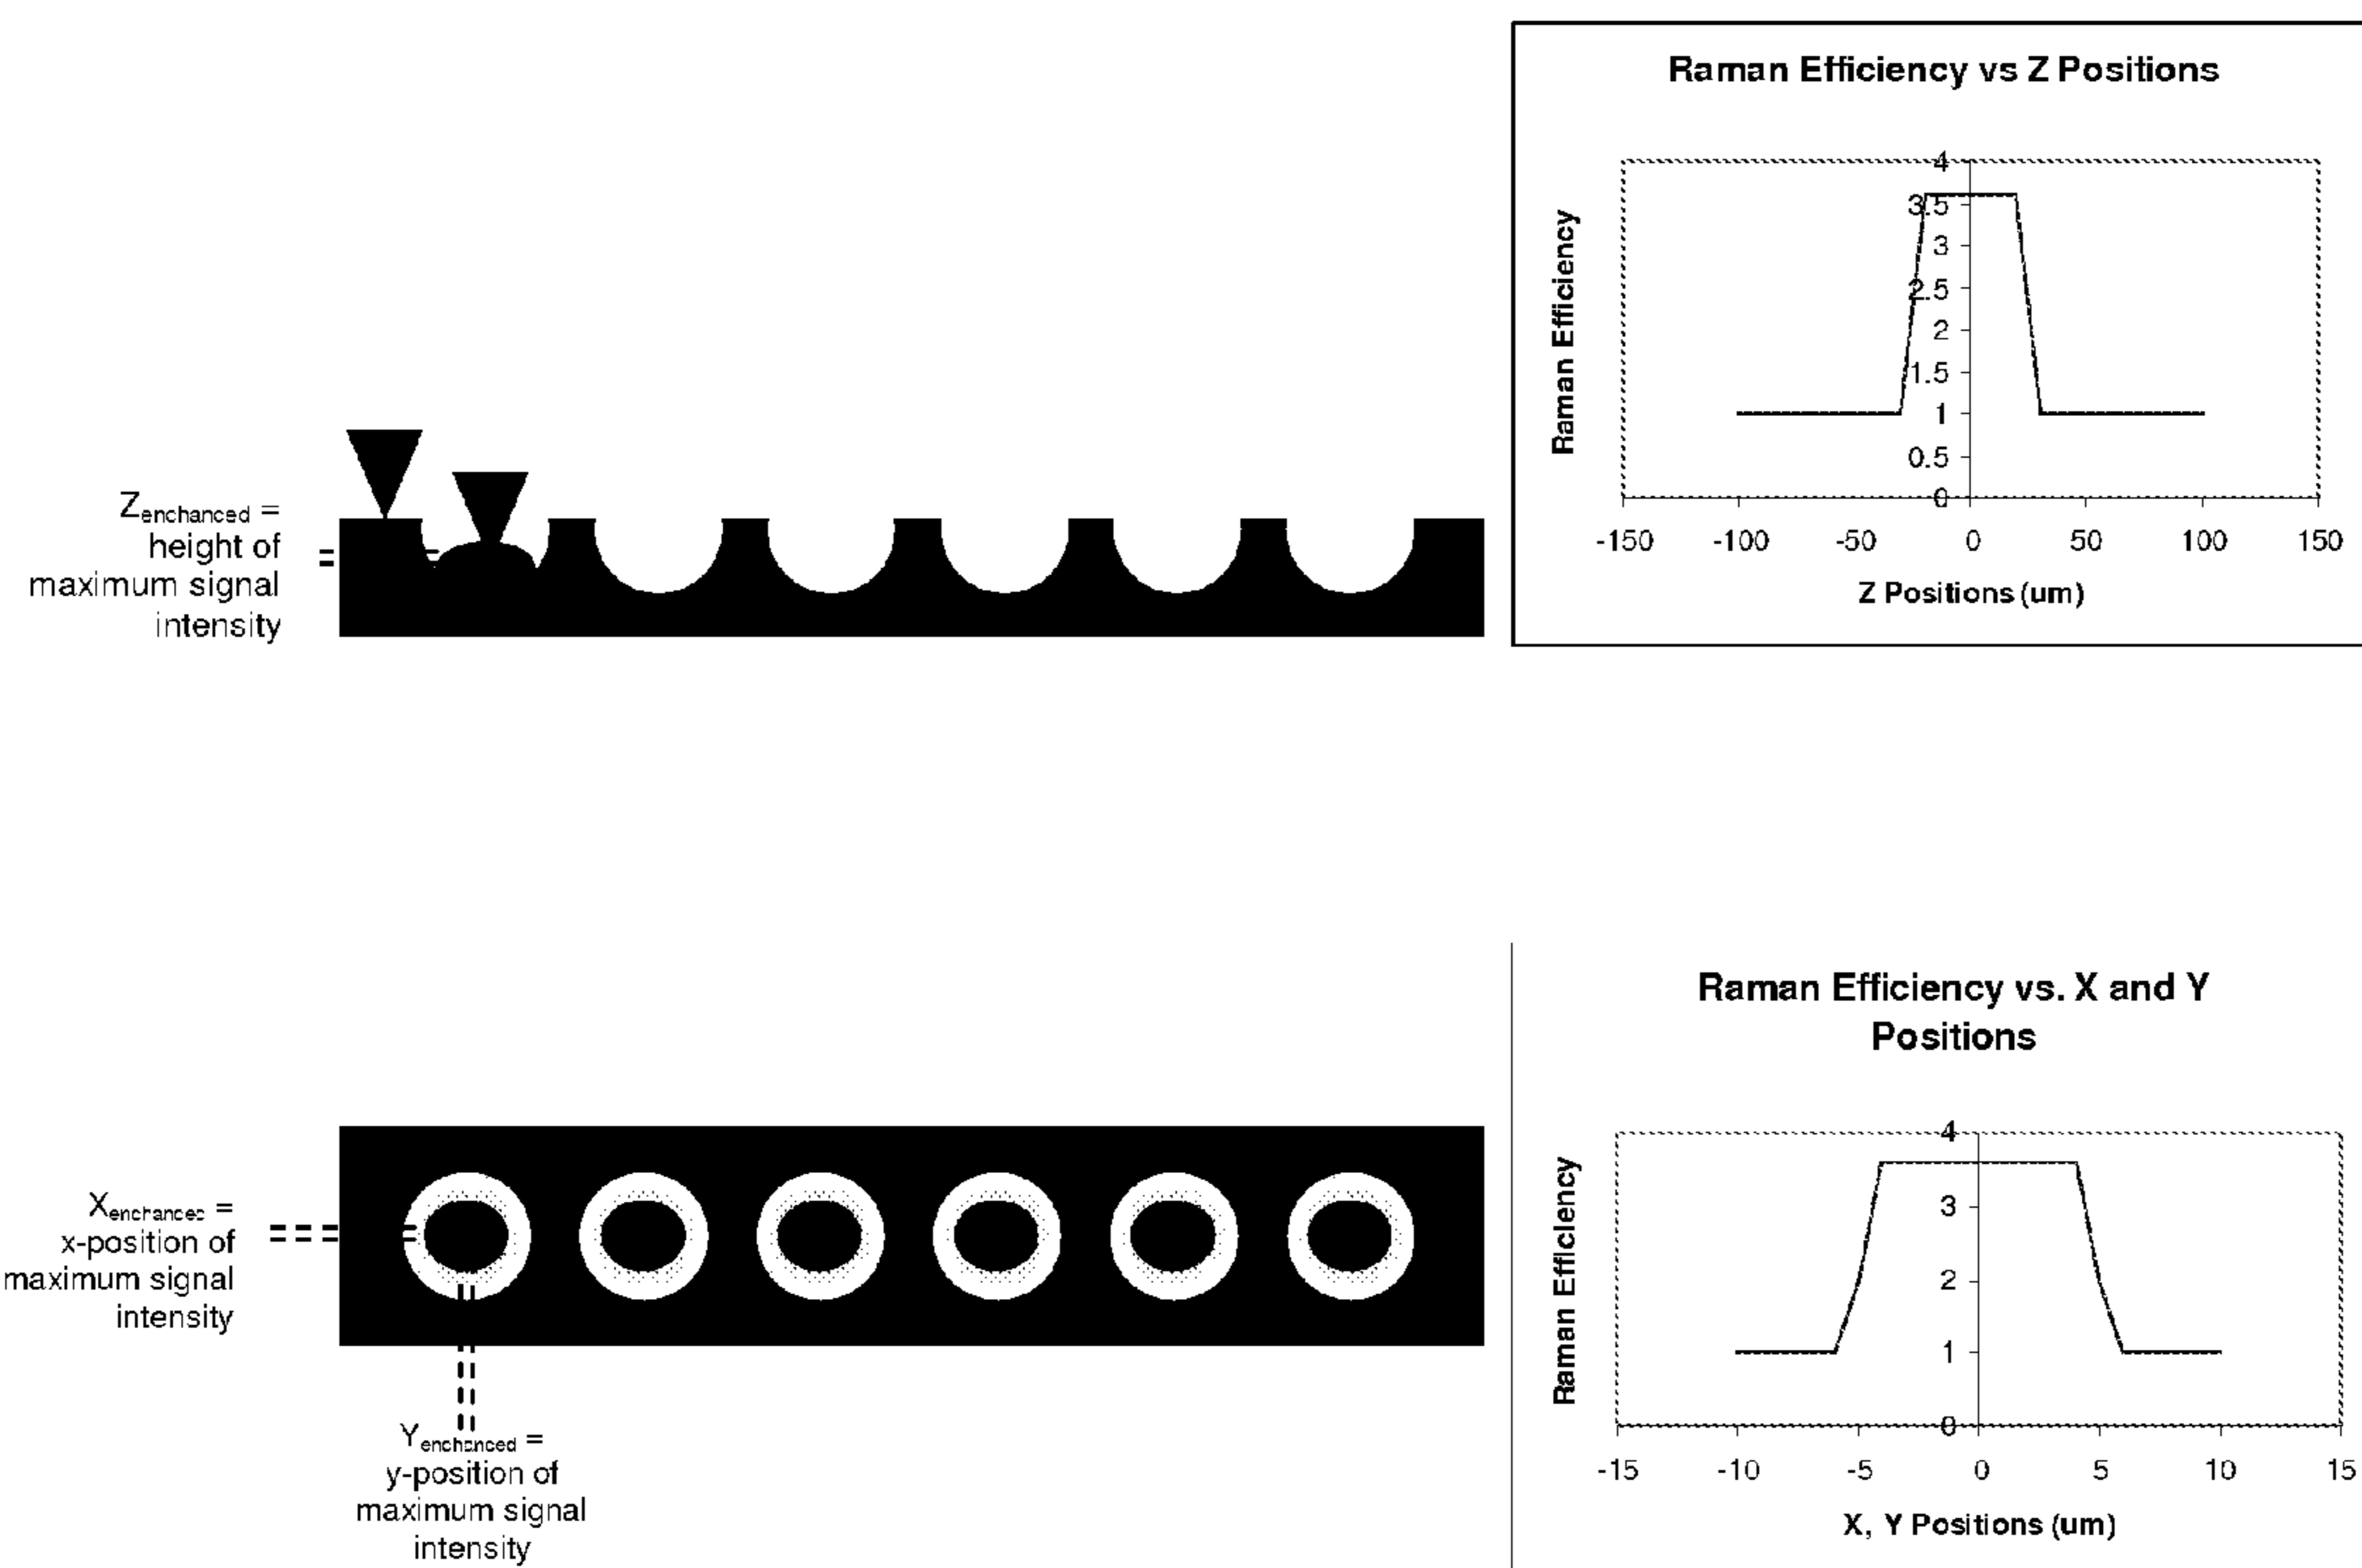 Raman Efficiency vs Z Positions
4
3.5
3
2.5
2
1.5
1
0.5
0
Raman Efficiency
-150 -100 -50 0 50 100 150
Z Positions (um)
Zenchanced =
height of
maximum signal
intensity
Raman Efficiency vs. X and Y
Positions
4
3
2
1
0
Raman Efficiency
-15 -10 -5 0 5 10 15
X, Y Positions (um)
Xenchanced =
x-position of
maximum signal
intensity
Yenchanced =
y-position of
maximum signal
intensity